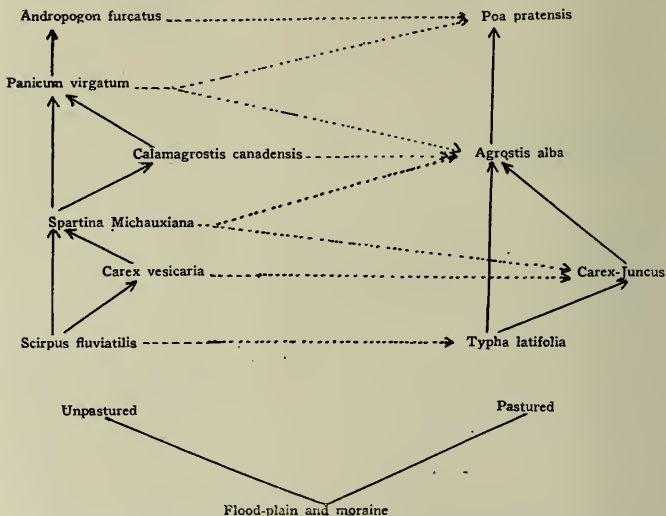 Andropogon furcatus
Poa pratensis
Panicum virgatum
Calamagrostis canadensis
Agrostis alba
Spartina Michauxiana
Carex vesicaria
Carex-Juncus
Scirpus fluviatilis
Typha latifolia
Unpastured
Pastured
Flood-plain and moraine